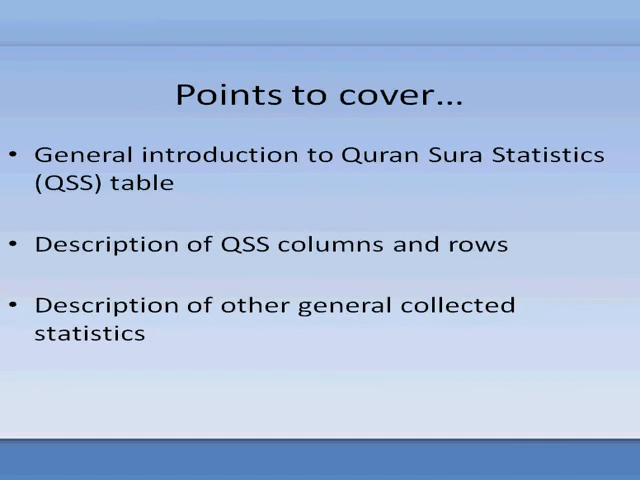 Points to cover...
• General introduction to Quran Sura Statistics
(QSS) table
• Description of QSS columns and rows
• Description of other general collected
statistics